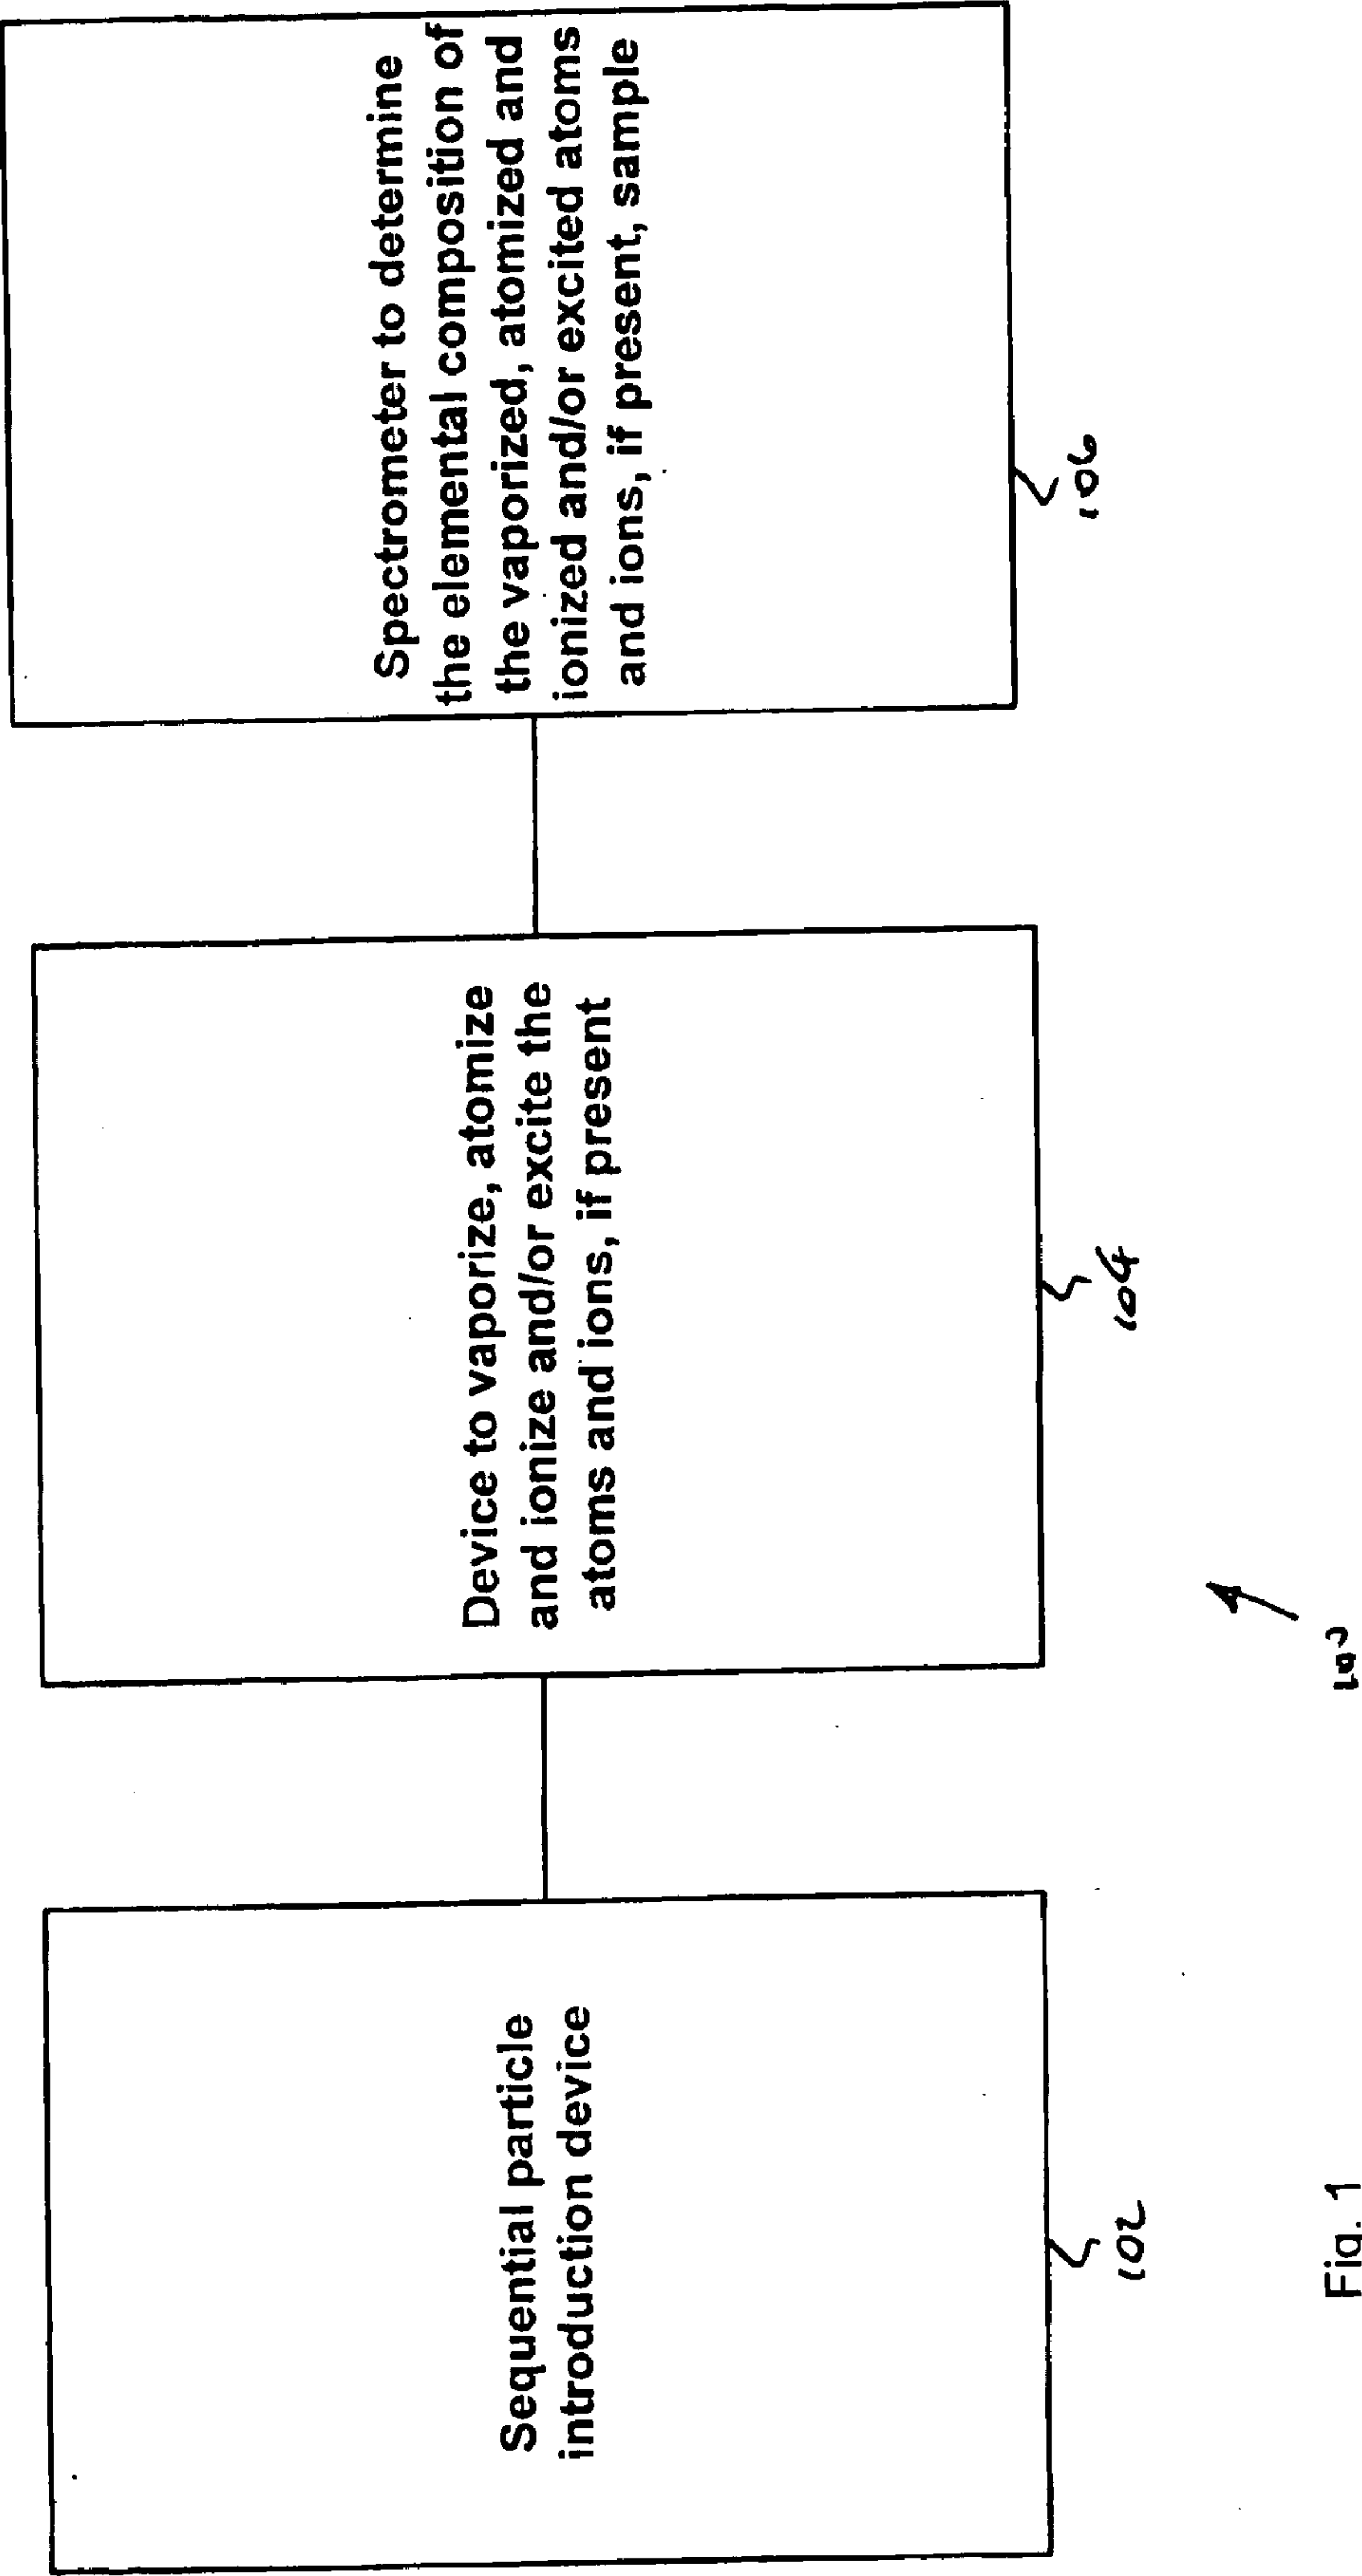 Sequential particle
introduction device
102
Device to vaporize, atomize
and ionize and/or excite the
atoms and ions, if present
104
Spectrometer to determine
the elemental composition of
the vaporized, atomized and
ionized and/or excited atoms
and ions, if present, sample
106
Fig. 1